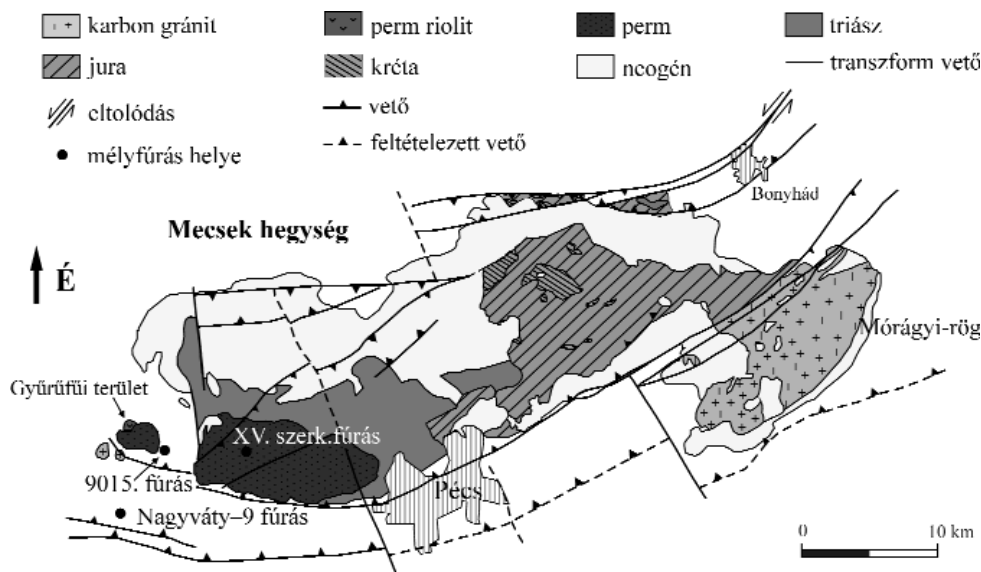 karbon gránit
perm riolit
perm
triász
jura
kréta
neogén
transzform vető
eltolódás
vető
feltételezett vető
mélyfúrás helye
Bonyhád
Mecsek hegység
É
Mórágyi-rög
Gyűrűfűi terület
XV. szerk.fúrás
9015. fúrás
Pécs
Nagyváty–9 fúrás
0 10 km